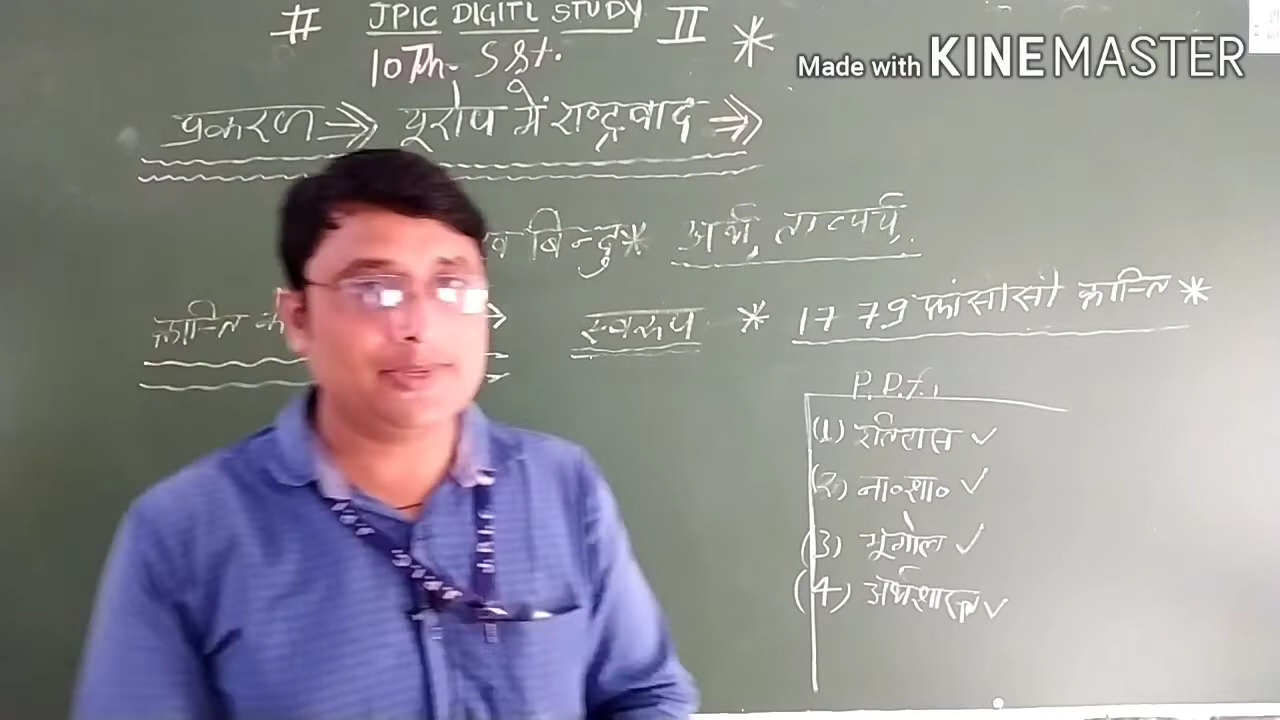 # JPIC DIGITL STUDY II *
Made with KINEMASTER
10Th- S St.
प्रकरण ⇒ यूरोप में राष्ट्रवाद ⇒
बिन्दु * अर्थ, तात्पर्य,
क्रान्ति के
स्वरूप * 1779 फ्रांसीसी क्रान्ति *
P.D.f.
(1) इतिहास ✓
(2) ना०शा० ✓
(3) भूगोल ✓
(4) अर्थशास्त्र ✓